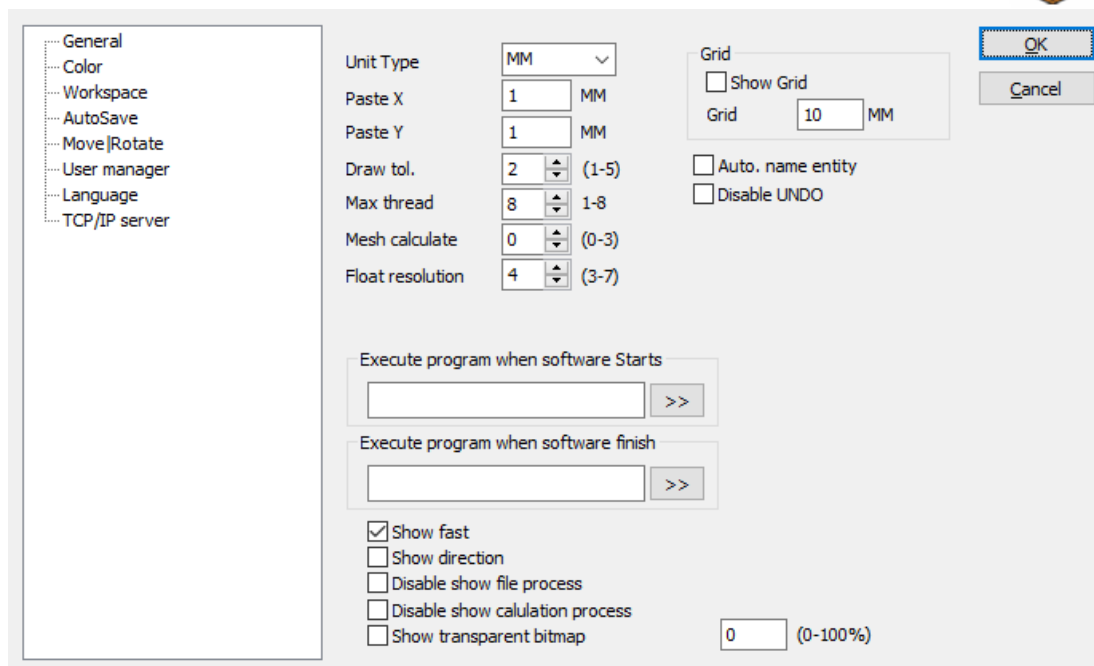 General
Color
Workspace
AutoSave
Move|Rotate
User manager
Language
TCP/IP server
Unit Type MM
Paste X 1 MM
Paste Y 1 MM
Draw tol. 2 (1-5)
Max thread 8 1-8
Mesh calculate 0 (0-3)
Float resolution 4 (3-7)
Grid
Show Grid
Grid 10 MM
Auto. name entity
Disable UNDO
OK
Cancel
Execute program when software Starts
>>
Execute program when software finish
>>
Show fast
Show direction
Disable show file process
Disable show calulation process
Show transparent bitmap 0 (0-100%)